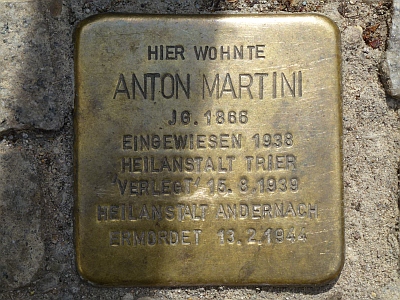 HIER WOHNTE
ANTON MARTINI
JG. 1866
EINGEWIESEN 1938
HEILANSTALT TRIER
'VERLEGT' 15.8.1939
HEILANSTALT ANDERNACH
ERMORDET 13.2.1944